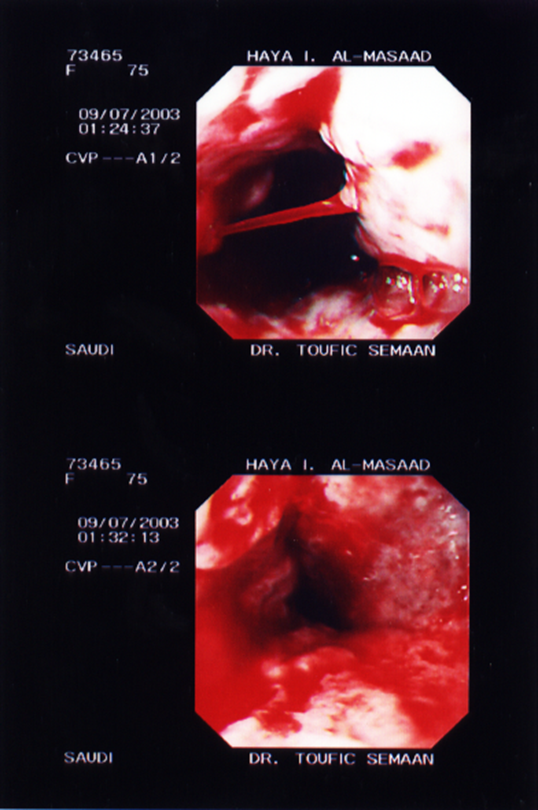 73465 HAYA I. AL-MASAAD
F 75
09/07/2003
01:24:37
CVP---A1/2
SAUDI DR. TOUFIC SEMAAN
73465 HAYA I. AL-MASAAD
F 75
09/07/2003
01:32:13
CVP---A2/2
SAUDI DR. TOUFIC SEMAAN